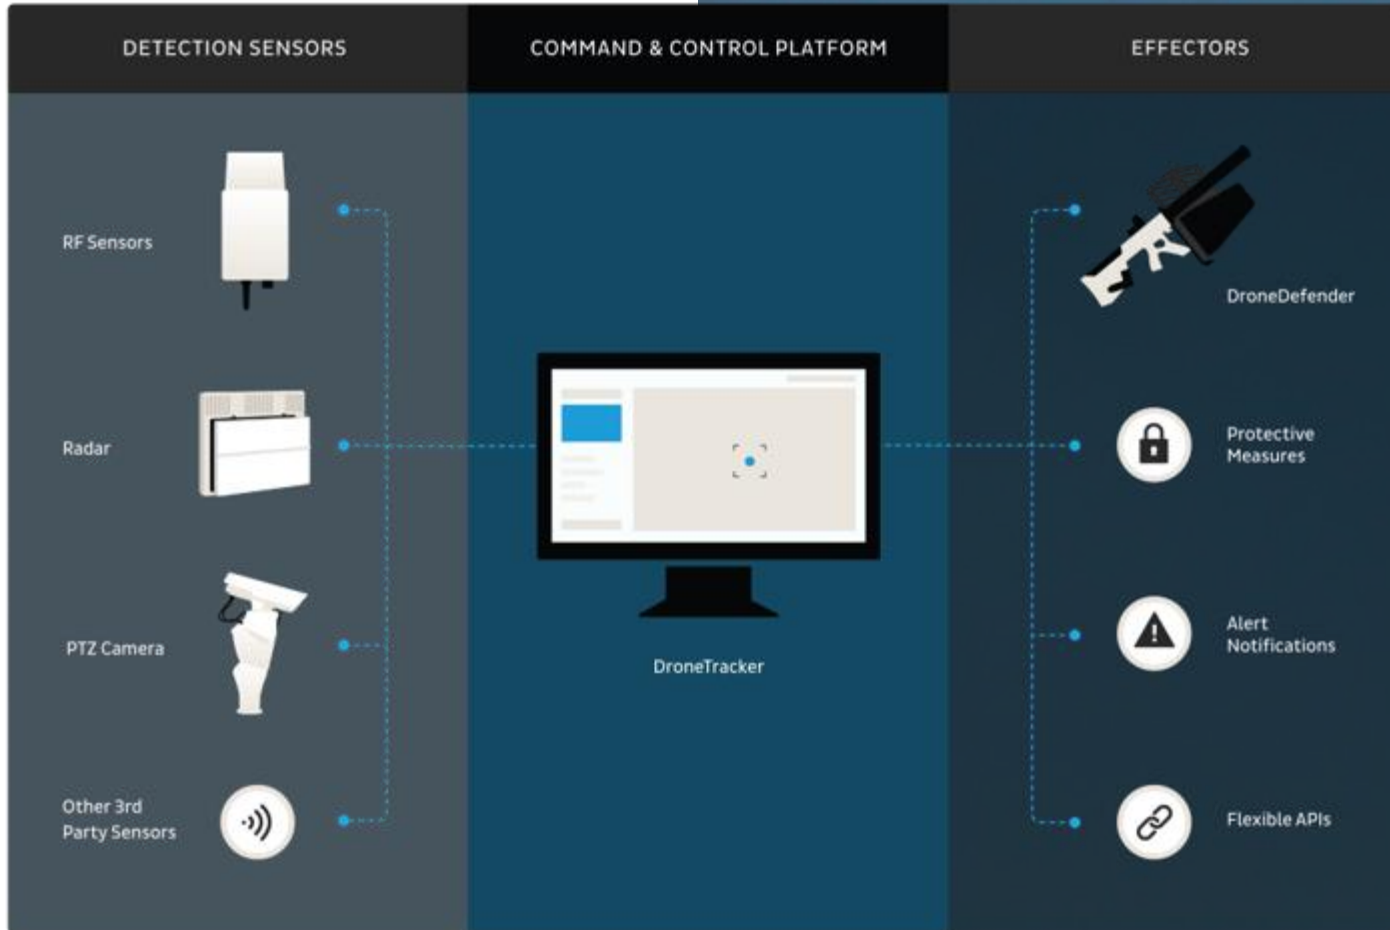 DETECTION SENSORS
COMMAND & CONTROL PLATFORM
EFFECTORS
RF Sensors
Radar
PTZ Camera
Other 3rd
Party Sensors
DroneTracker
DroneDefender
Protective
Measures
Alert
Notifications
Flexible APIs